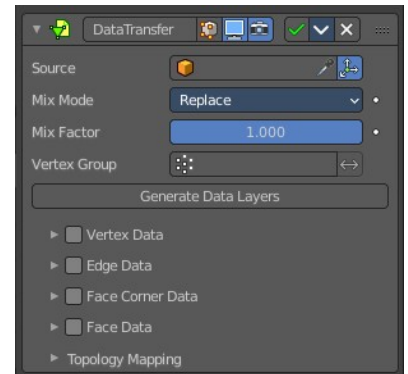 DataTransfer
Source
Mix Mode Replace
Mix Factor 1.000
Vertex Group
Generate Data Layers
Vertex Data
Edge Data
Face Corner Data
Face Data
Topology Mapping